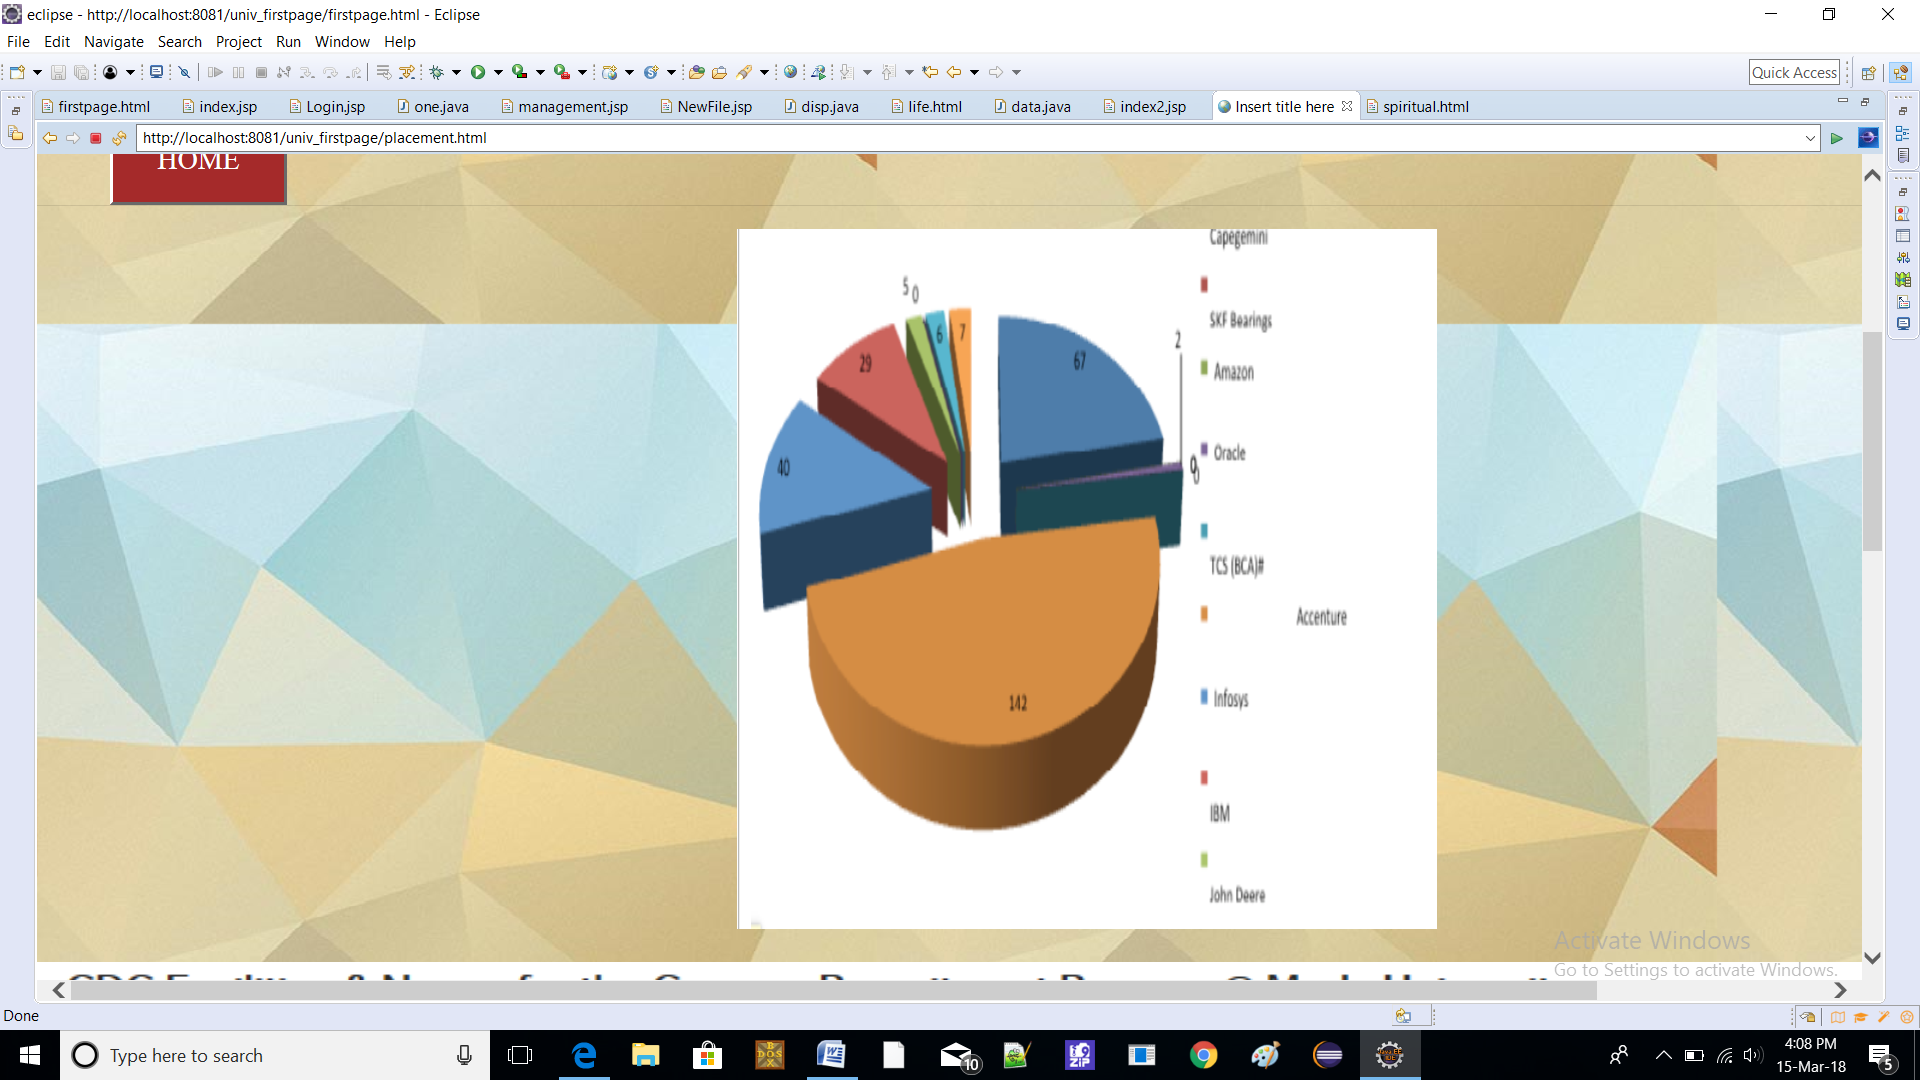 eclipse - http://localhost:8081/univ_firstpage/firstpage.html - Eclipse
File Edit Navigate Search Project Run Window Help
Quick Access
firstpage.html index.jsp Login.jsp one.java management.jsp NewFile.jsp disp.java life.html data.java index2.jsp Insert title here spiritual.html
http://localhost:8081/univ_firstpage/placement.html
HOME
Capegemini
SKF Bearings
Amazon
Oracle
TCS (BCA)#
Accenture
Infosys
IBM
John Deere
5 0
6 7
29
67
2
40
0
0
142
Activate Windows
Go to Settings to activate Windows.
Done
Type here to search
10
4:08 PM
15-Mar-18
5